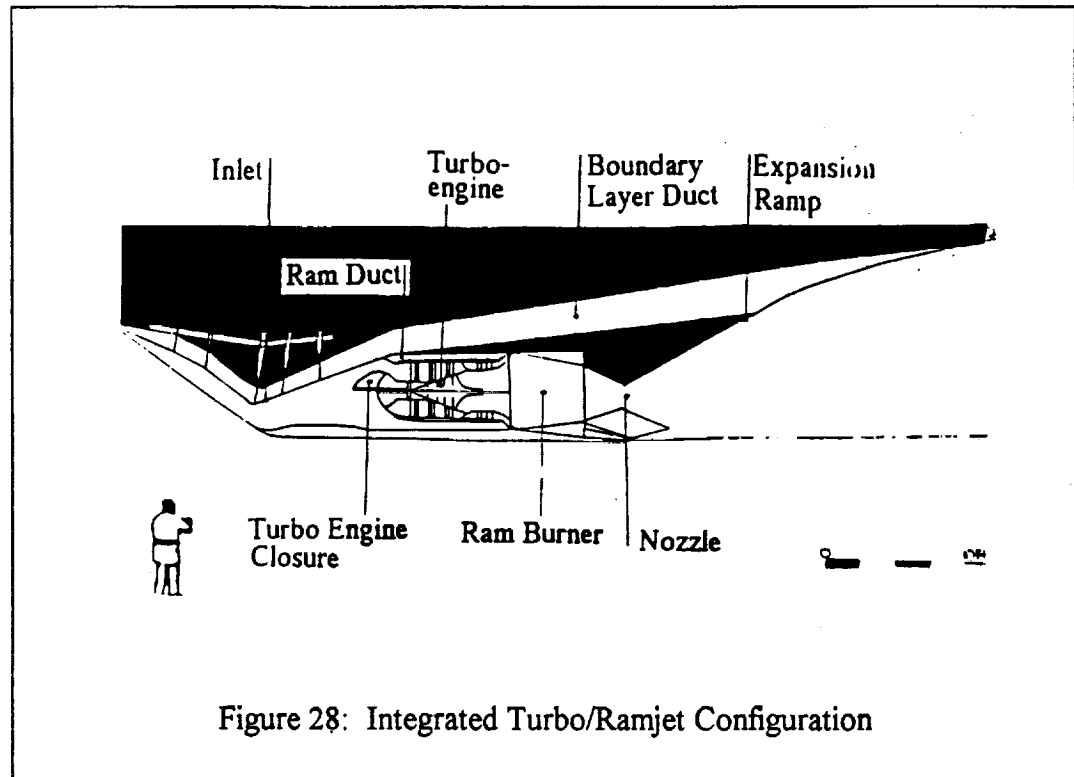 Inlet
Turbo-
engine
Boundary
Layer Duct
Expansion
Ramp
Ram Duct
Turbo Engine
Closure
Ram Burner
Nozzle
0
Figure 28: Integrated Turbo/Ramjet Configuration